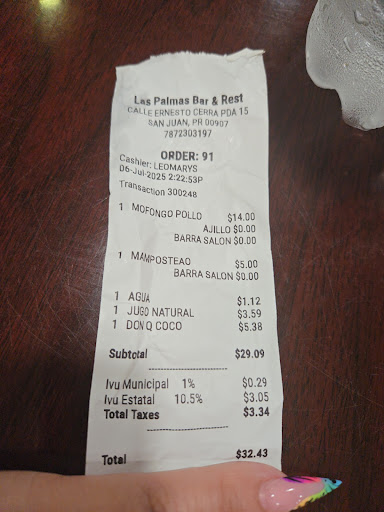 Las Palmas Bar & Rest
CALLE ERNESTO CERRA PDA 15
SAN JUAN, PR 00907
7872303197
ORDER: 91
Cashier: LEOMARYS
06-Jul-2025 2:22:53P
Transaction 300248
1 MOFONGO POLLO $14.00
AJILLO $0.00
BARRA SALON $0.00
1 MAMPOSTEAO $5.00
BARRA SALON $0.00
1 AGUA $1.12
1 JUGO NATURAL $3.59
1 DON Q COCO $5.38
Subtotal $29.09
Ivu Municipal 1% $0.29
Ivu Estatal 10.5% $3.05
Total Taxes $3.34
Total $32.43